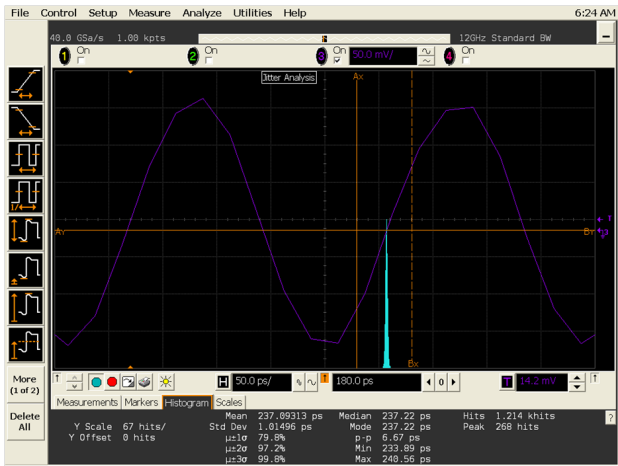 File Control Setup Measure Analyze Utilities Help 6:24 AM
40.0 GSa/s 1.00 kpts 12GHz Standard BW
1 On 2 On 3 On 50.0 mV/ 4 On
Jitter Analysis
Ax
Ay
By
T
Bx
More
(1 of 2)
Delete
All
H 50.0 ps/ 180.0 ps 0 T 14.2 mV
Measurements Markers Histogram Scales
Mean 237.09313 ps Median 237.22 ps Hits 1.214 khits
Y Scale 67 hits/ Std Dev 1.01496 ps Mode 237.22 ps Peak 268 hits
Y Offset 0 hits μ±1σ 79.8% p-p 6.67 ps
μ±2σ 97.2% Min 233.89 ps
μ±3σ 99.8% Max 240.56 ps
?